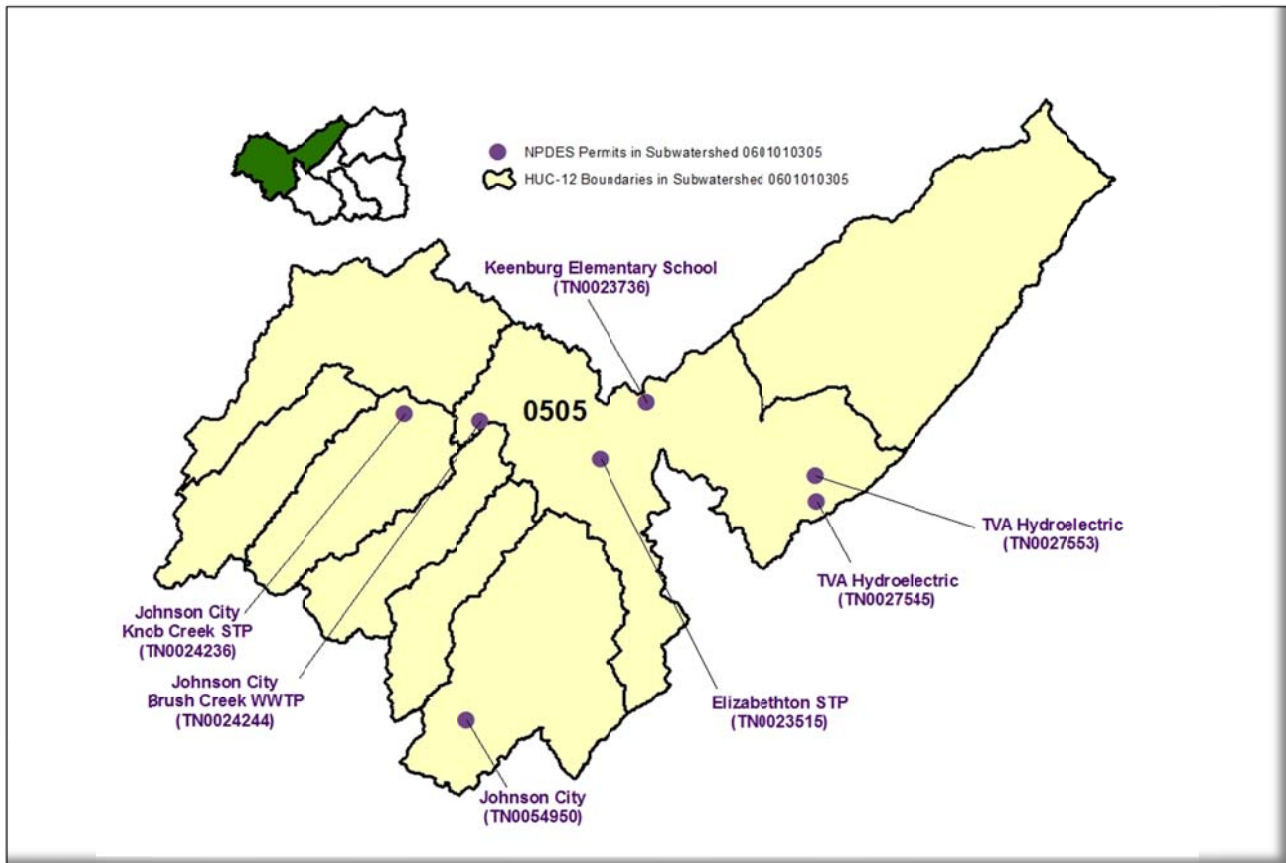 NPDES Permits in Subwatershed 0601010305
HUC-12 Boundaries in Subwatershed 0601010305
Keenburg Elementary School
(TN0023736)
0505
TVA Hydroelectric
(TN0027553)
TVA Hydroelectric
(TN0027545)
Johnson City
Knob Creek STP
(TN0024236)
Johnson City
Brush Creek WWTP
(TN0024244)
Elizabethton STP
(TN0023515)
Johnson City
(TN0054950)